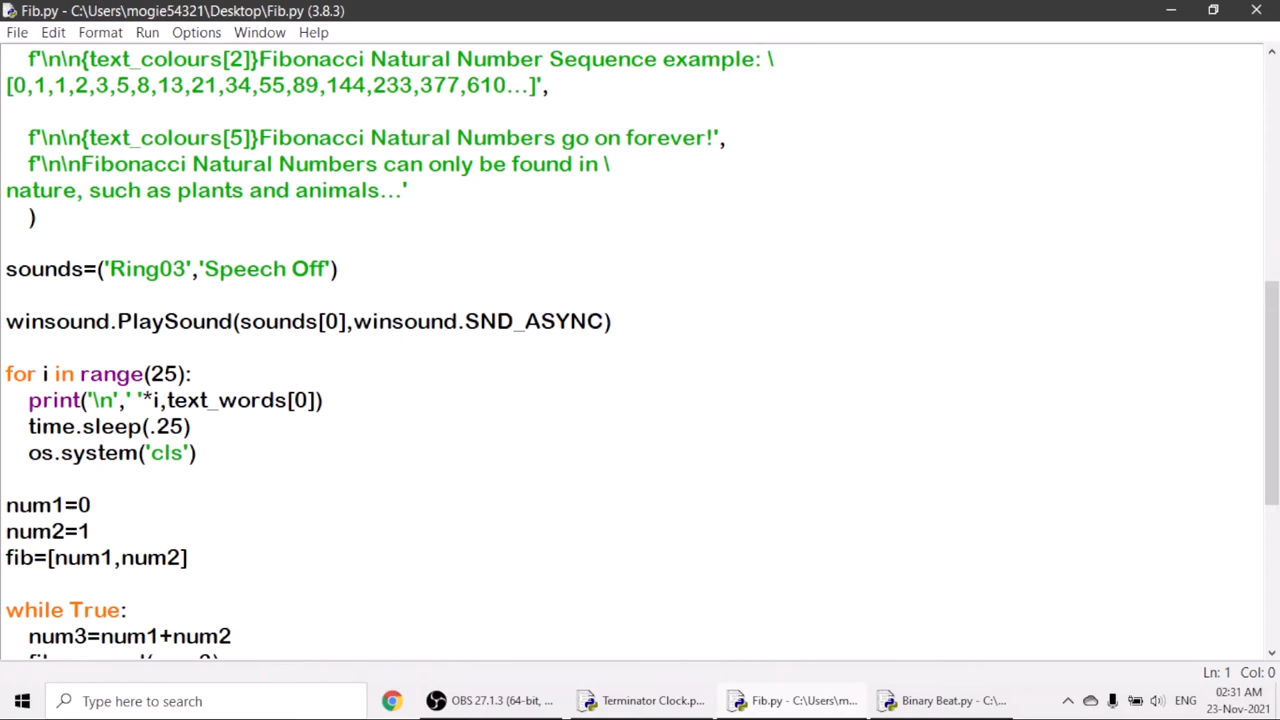 Fib.py - C:\Users\mogie54321\Desktop\Fib.py (3.8.3)
File Edit Format Run Options Window Help
f'\n\n{text_colours[2]}Fibonacci Natural Number Sequence example: \
[0,1,1,2,3,5,8,13,21,34,55,89,144,233,377,610...]',
f'\n\n{text_colours[5]}Fibonacci Natural Numbers go on forever!',
f'\n\nFibonacci Natural Numbers can only be found in \
nature, such as plants and animals...'
)
sounds=('Ring03','Speech Off')
winsound.PlaySound(sounds[0],winsound.SND_ASYNC)
for i in range(25):
print('\n',' '*i,text_words[0])
time.sleep(.25)
os.system('cls')
num1=0
num2=1
fib=[num1,num2]
while True:
num3=num1+num2
Ln: 1 Col: 0
Type here to search
OBS 27.1.3 (64-bit, ...
Terminator Clock.p...
Fib.py - C:\Users\m...
Binary Beat.py - C:\...
ENG
02:31 AM
23-Nov-2021